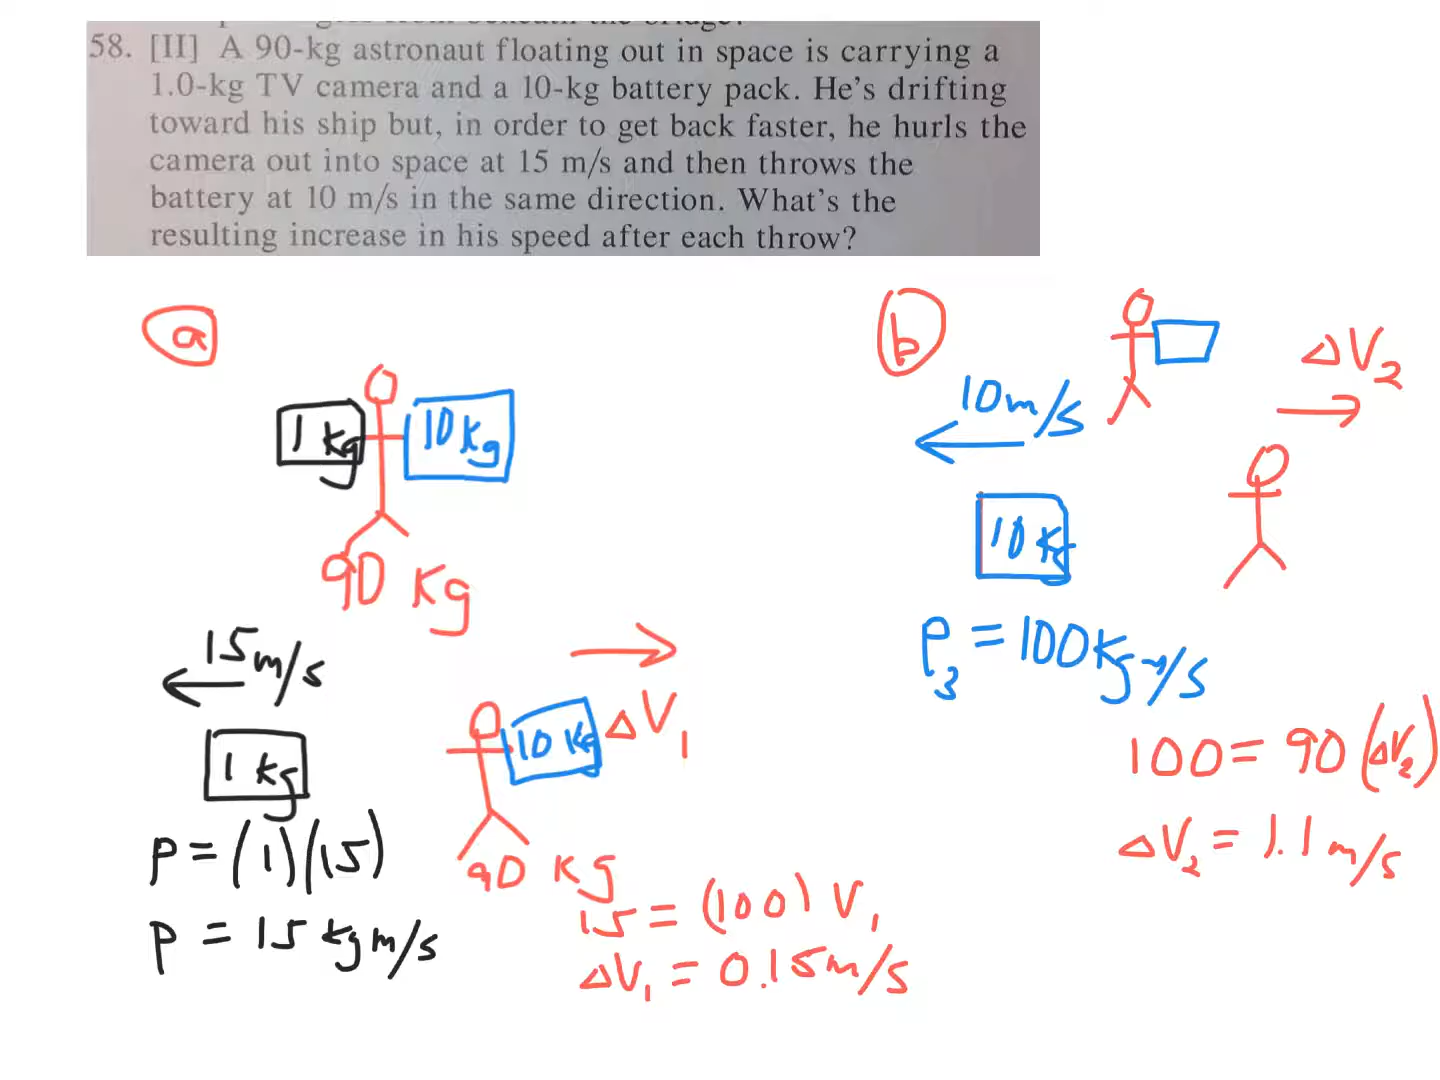 58. [II] A 90-kg astronaut floating out in space is carrying a
1.0-kg TV camera and a 10-kg battery pack. He's drifting
toward his ship but, in order to get back faster, he hurls the
camera out into space at 15 m/s and then throws the
battery at 10 m/s in the same direction. What's the
resulting increase in his speed after each throw?
a
1 kg
10 kg
90 kg
15 m/s
1 kg
10 kg
ΔV₁
90 kg
P = (1)(15)
P = 15 kg m/s
15 = (100) V₁
ΔV₁ = 0.15 m/s
b
10 m/s
ΔV₂
10 kg
P₃ = 100 kg m/s
100 = 90 (ΔV₂)
ΔV₂ = 1.1 m/s